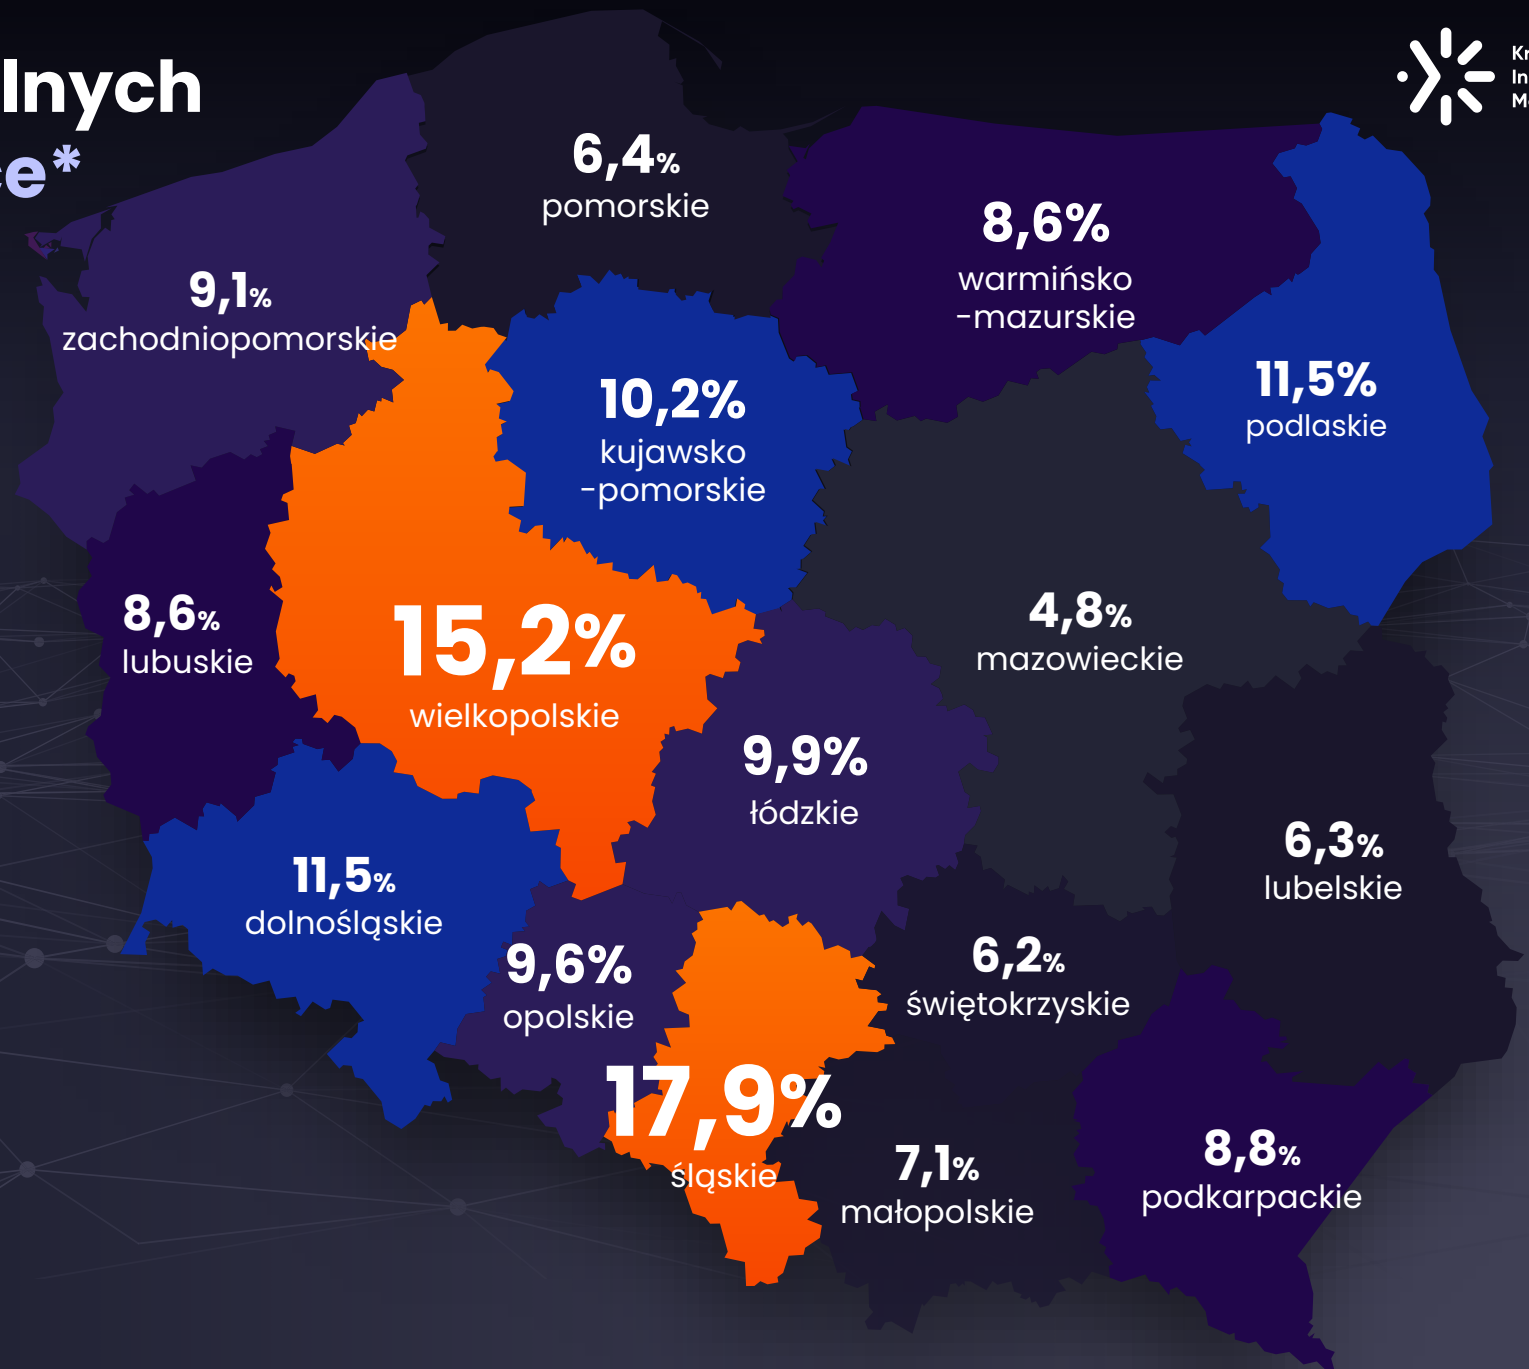 lnych
e*
Kr
In
M
6,4%
pomorskie
8,6%
warmińsko
-mazurskie
9,1%
zachodniopomorskie
11,5%
podlaskie
10,2%
kujawsko
-pomorskie
8,6%
lubuskie
15,2%
wielkopolskie
4,8%
mazowieckie
9,9%
łódzkie
6,3%
lubelskie
11,5%
dolnośląskie
9,6%
opolskie
6,2%
świętokrzyskie
17,9%
śląskie
7,1%
małopolskie
8,8%
podkarpackie